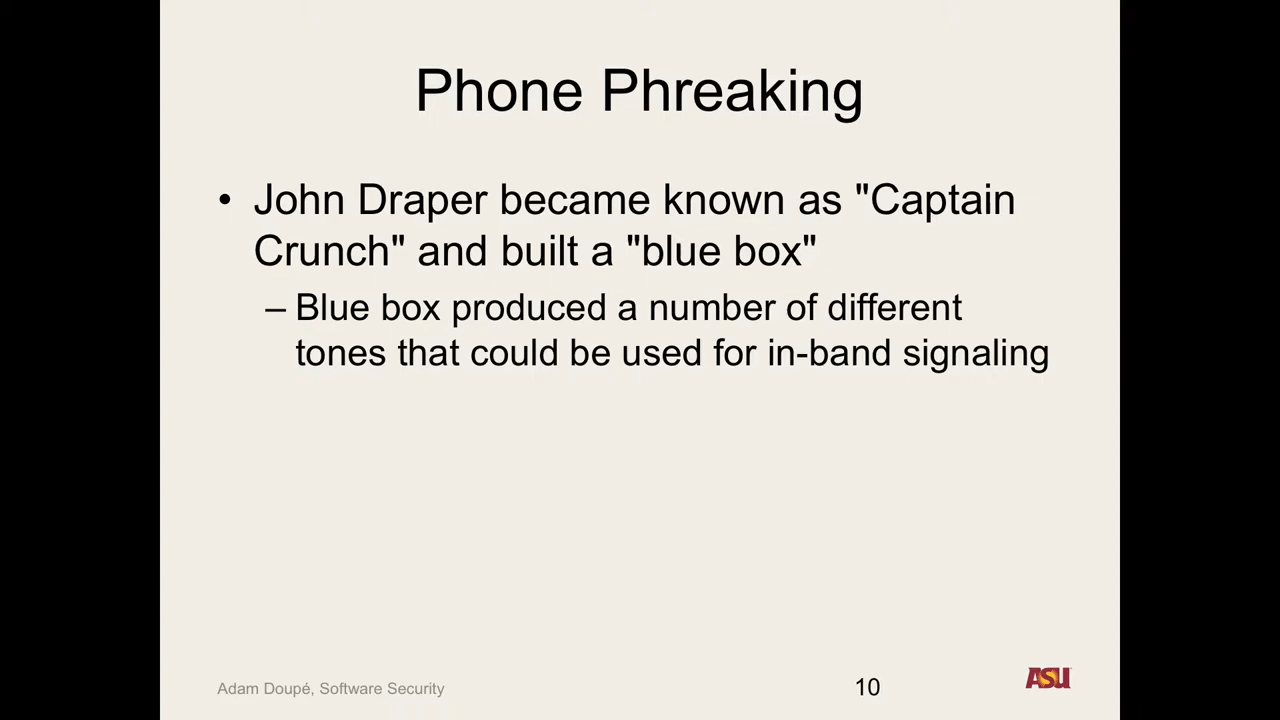 Phone Phreaking
• John Draper became known as "Captain
Crunch" and built a "blue box"
– Blue box produced a number of different
tones that could be used for in-band signaling
Adam Doupé, Software Security
10
ASU